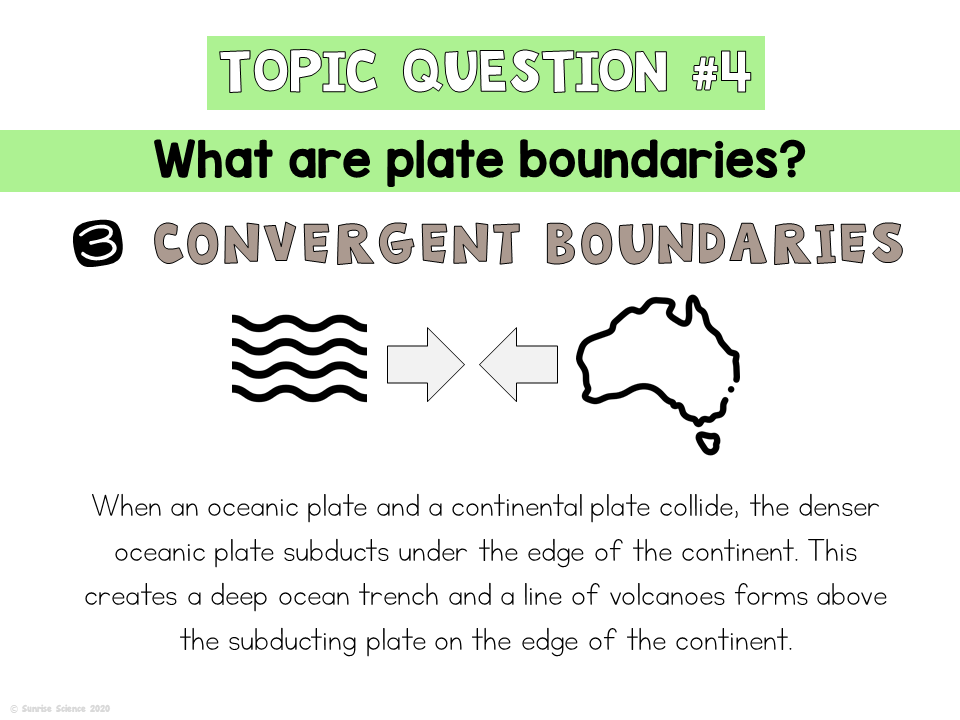 TOPIC QUESTION #4
What are plate boundaries?
3 CONVERGENT BOUNDARIES
When an oceanic plate and a continental plate collide, the denser
oceanic plate subducts under the edge of the continent. This
creates a deep ocean trench and a line of volcanoes forms above
the subducting plate on the edge of the continent.
© Sunrise Science 2020